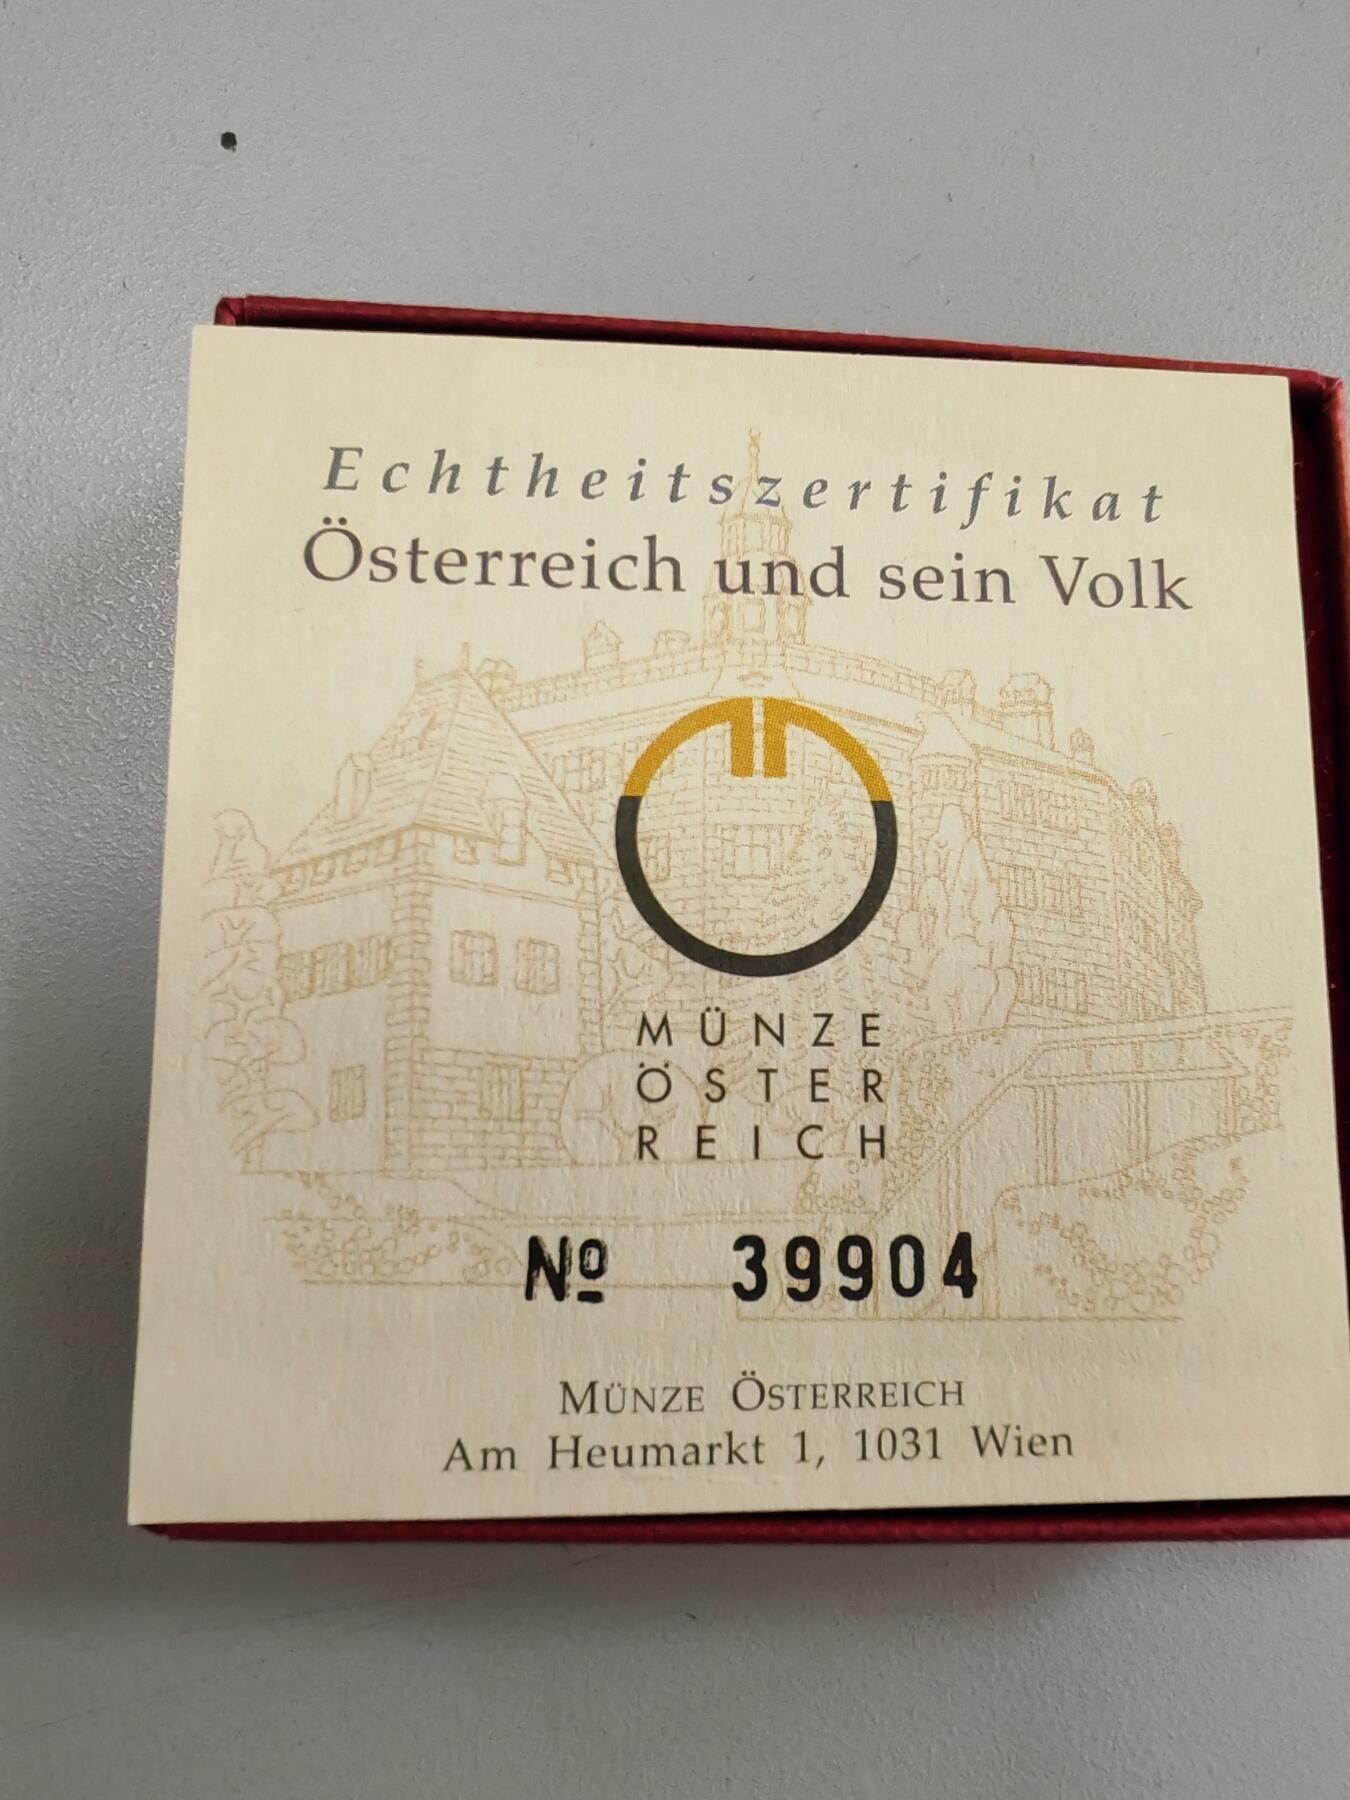 Echtheitszertifikat
Österreich und sein Volk
MÜNZE
ÖSTER
REICH
Nº 39904
MÜNZE ÖSTERREICH
Am Heumarkt 1, 1031 Wien